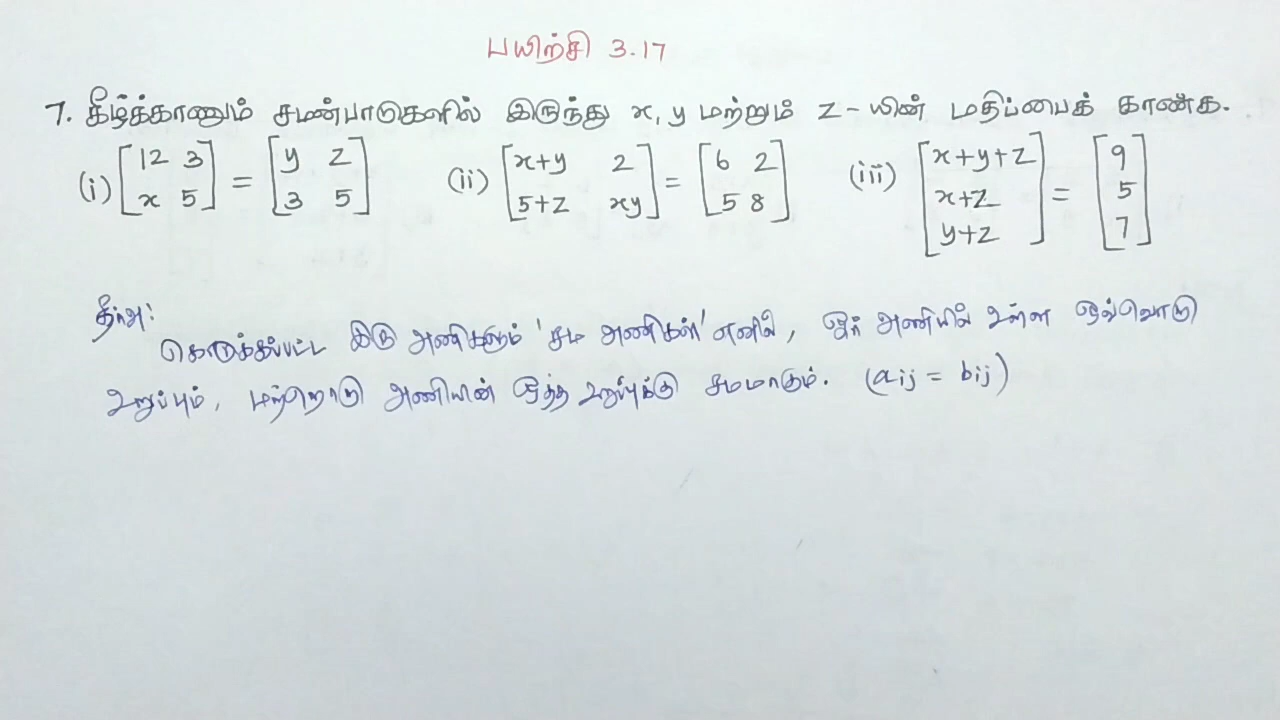 பயிற்சி 3.17
7. கீழ்க்காணும் சமண்பாடுகளில் இருந்து x, y மற்றும் z-யின் மதிப்பைக் காண்க.
(i) [12 3 = [y z (ii) [x+y 2 = [6 2 (iii) [x+y+z = [9
x 5] 3 5] 5+z xy] 5 8] x+z 5
y+z] 7]
தீர்வு:
கொடுக்கப்பட்ட இரு அணிகளும் 'சம அணிகள்' எனில், ஓர் அணியில் உள்ள ஒவ்வொரு
உறுப்பும், மற்றொரு அணியின் ஒத்த உறுப்புக்கு சமமாகும். (aij = bij)